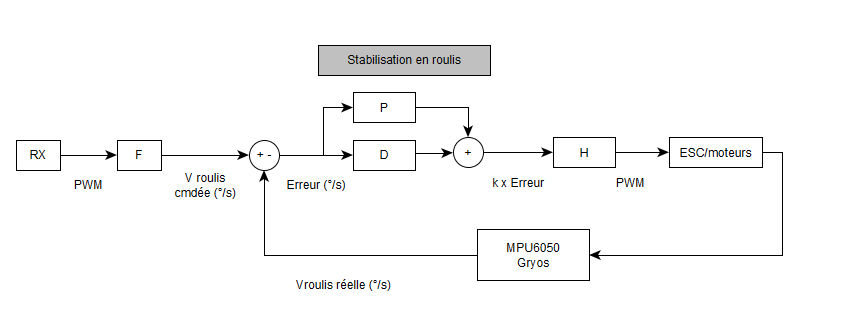 Stabilisation en roulis
P
RX
F
+ -
D
+
H
ESC/moteurs
PWM
V roulis
cmdée (°/s)
Erreur (°/s)
k x Erreur
PWM
MPU6050
Gryos
Vroulis réelle (°/s)